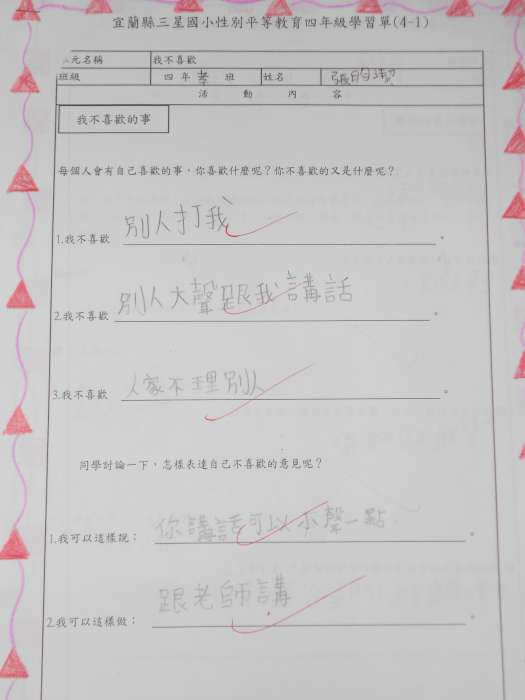 宜蘭縣三星國小性別平等教育四年級學習單(4-1)
元名稱 我不喜歡
班級 四 年 孝 班 姓名 張
活 動 內 容
我不喜歡的事
每個人會有自己喜歡的事,你喜歡什麼呢?你不喜歡的又是什麼呢?
1.我不喜歡 別人打我 。
2.我不喜歡 別人大聲跟我講話 。
3.我不喜歡 人家不理別人 。
同學討論一下,怎樣表達自己不喜歡的意見呢?
1.我可以這樣說: 你講話可以小聲一點 。
2.我可以這樣做: 跟老師講 。